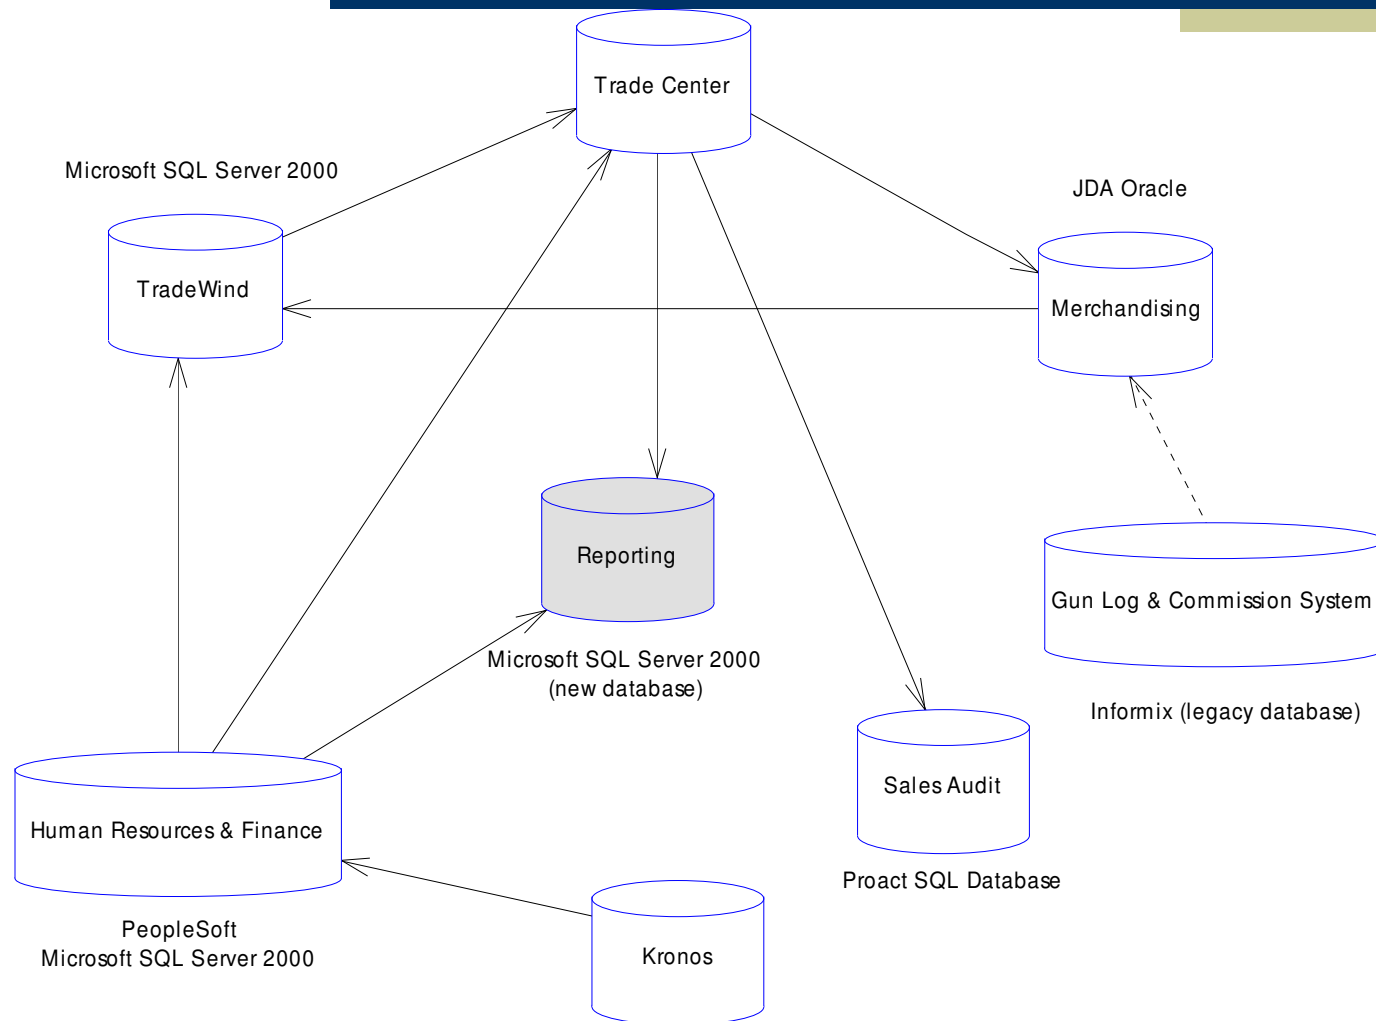 Trade Center
Microsoft SQL Server 2000
JDA Oracle
TradeWind
Merchandising
Reporting
Gun Log & Commission System
Microsoft SQL Server 2000
(new database)
Informix (legacy database)
Sales Audit
Human Resources & Finance
Proact SQL Database
PeopleSoft
Microsoft SQL Server 2000
Kronos